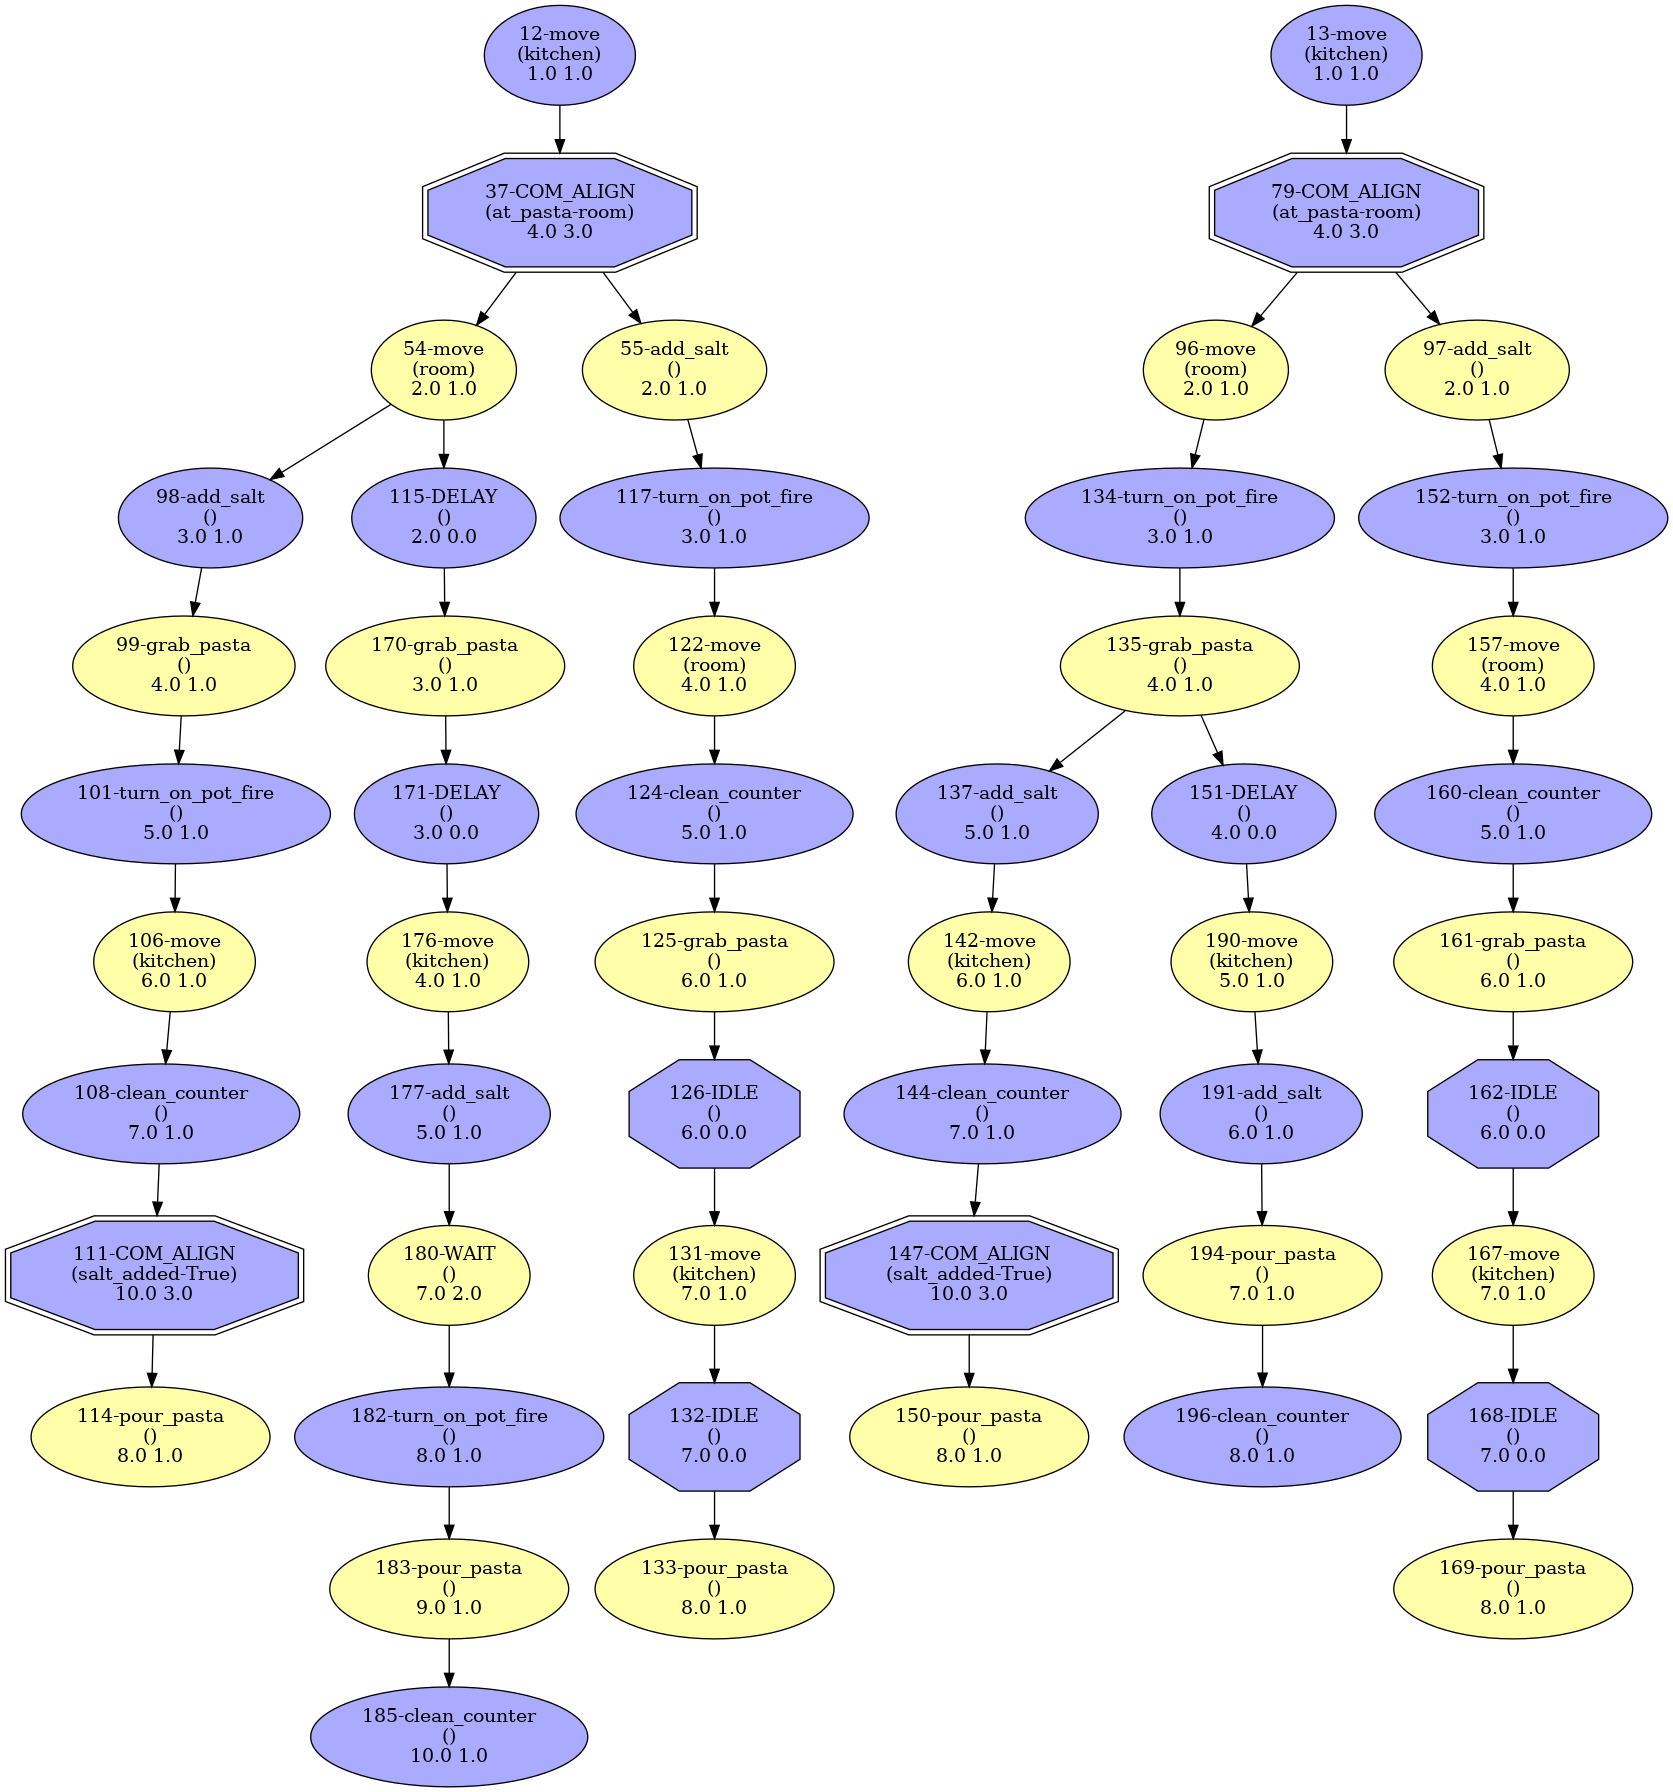 12-move
(kitchen)
1.0 1.0
13-move
(kitchen)
1.0 1.0
37-COM_ALIGN
(at_pasta-room)
4.0 3.0
79-COM_ALIGN
(at_pasta-room)
4.0 3.0
54-move
(room)
2.0 1.0
55-add_salt
()
2.0 1.0
96-move
(room)
2.0 1.0
97-add_salt
()
2.0 1.0
98-add_salt
()
3.0 1.0
115-DELAY
()
2.0 0.0
117-turn_on_pot_fire
()
3.0 1.0
134-turn_on_pot_fire
()
3.0 1.0
152-turn_on_pot_fire
()
3.0 1.0
99-grab_pasta
()
4.0 1.0
170-grab_pasta
()
3.0 1.0
122-move
(room)
4.0 1.0
135-grab_pasta
()
4.0 1.0
157-move
(room)
4.0 1.0
101-turn_on_pot_fire
()
5.0 1.0
171-DELAY
()
3.0 0.0
124-clean_counter
()
5.0 1.0
137-add_salt
()
5.0 1.0
151-DELAY
()
4.0 0.0
160-clean_counter
()
5.0 1.0
106-move
(kitchen)
6.0 1.0
176-move
(kitchen)
4.0 1.0
125-grab_pasta
()
6.0 1.0
142-move
(kitchen)
6.0 1.0
190-move
(kitchen)
5.0 1.0
161-grab_pasta
()
6.0 1.0
108-clean_counter
()
7.0 1.0
177-add_salt
()
5.0 1.0
126-IDLE
()
6.0 0.0
144-clean_counter
()
7.0 1.0
191-add_salt
()
6.0 1.0
162-IDLE
()
6.0 0.0
111-COM_ALIGN
(salt_added-True)
10.0 3.0
180-WAIT
()
7.0 2.0
131-move
(kitchen)
7.0 1.0
147-COM_ALIGN
(salt_added-True)
10.0 3.0
194-pour_pasta
()
7.0 1.0
167-move
(kitchen)
7.0 1.0
114-pour_pasta
()
8.0 1.0
182-turn_on_pot_fire
()
8.0 1.0
132-IDLE
()
7.0 0.0
150-pour_pasta
()
8.0 1.0
196-clean_counter
()
8.0 1.0
168-IDLE
()
7.0 0.0
183-pour_pasta
()
9.0 1.0
133-pour_pasta
()
8.0 1.0
169-pour_pasta
()
8.0 1.0
185-clean_counter
()
10.0 1.0